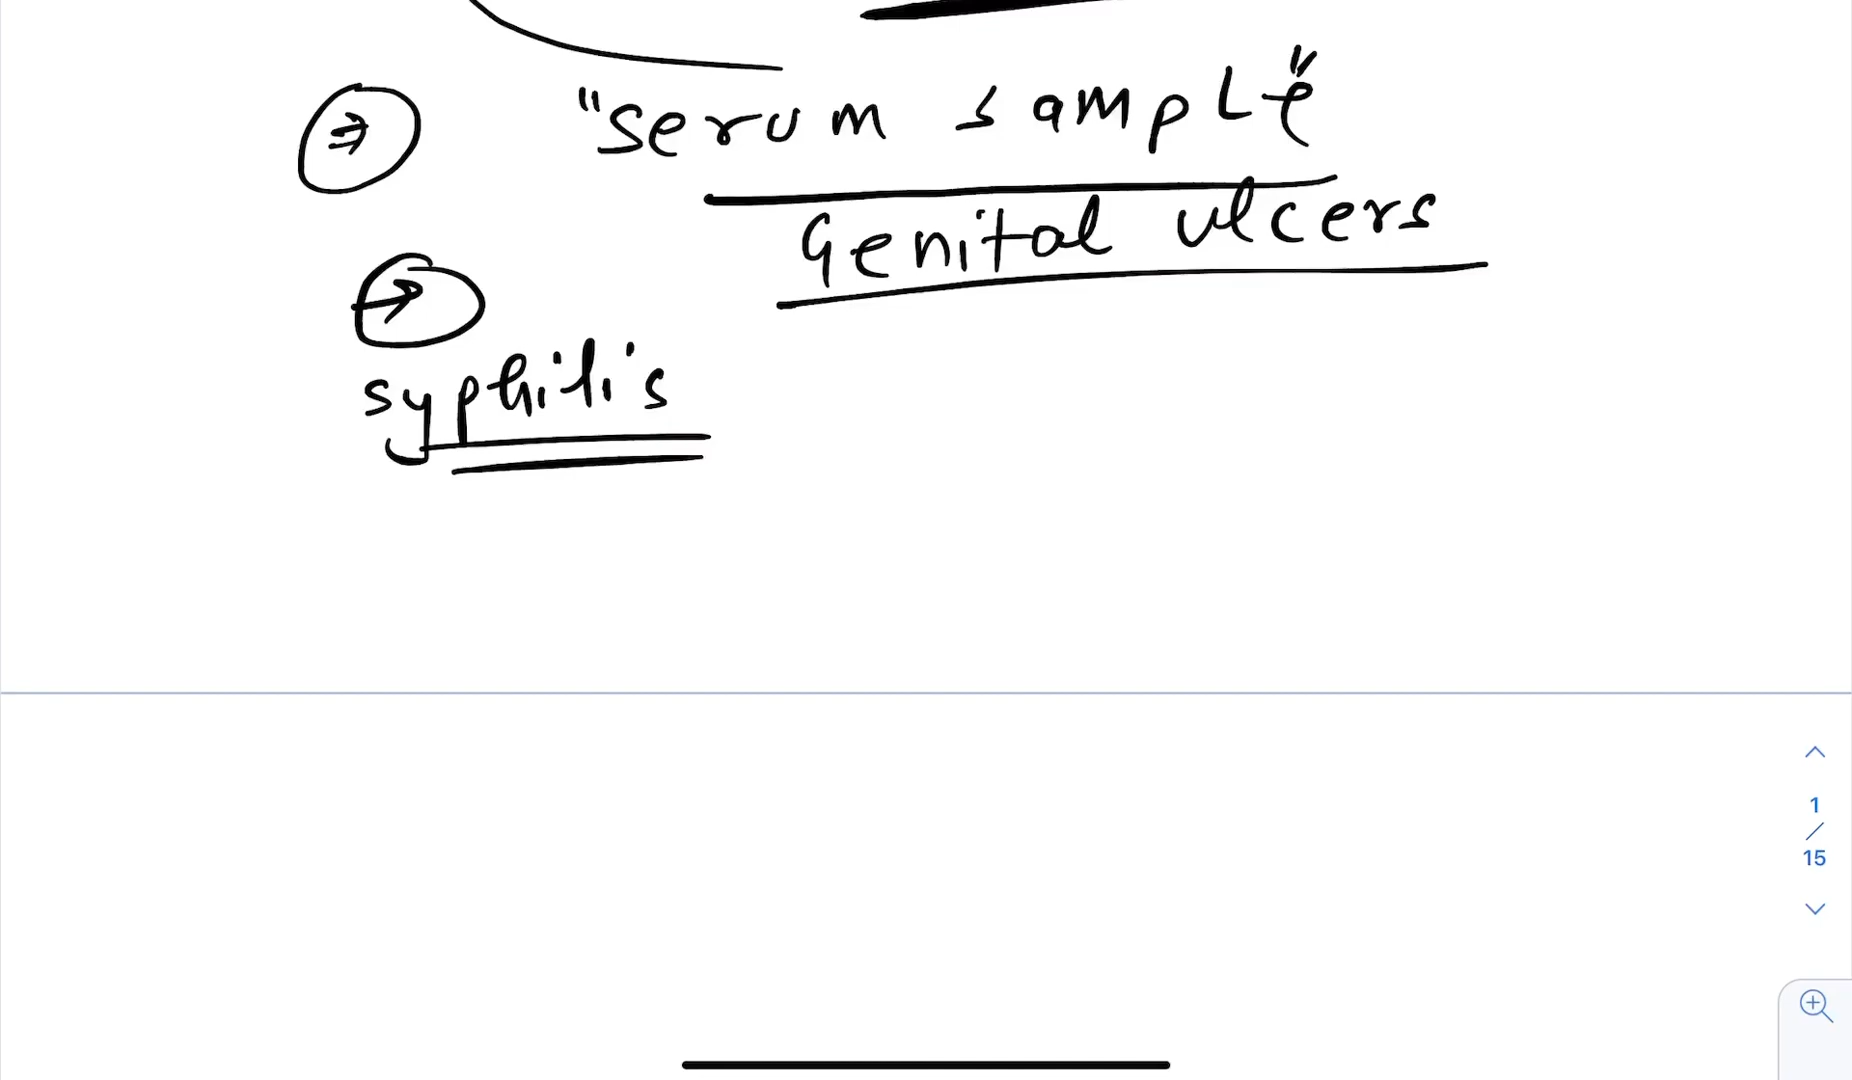 → "serum sample"
Genital ulcers
→
syphilis
1
/
15